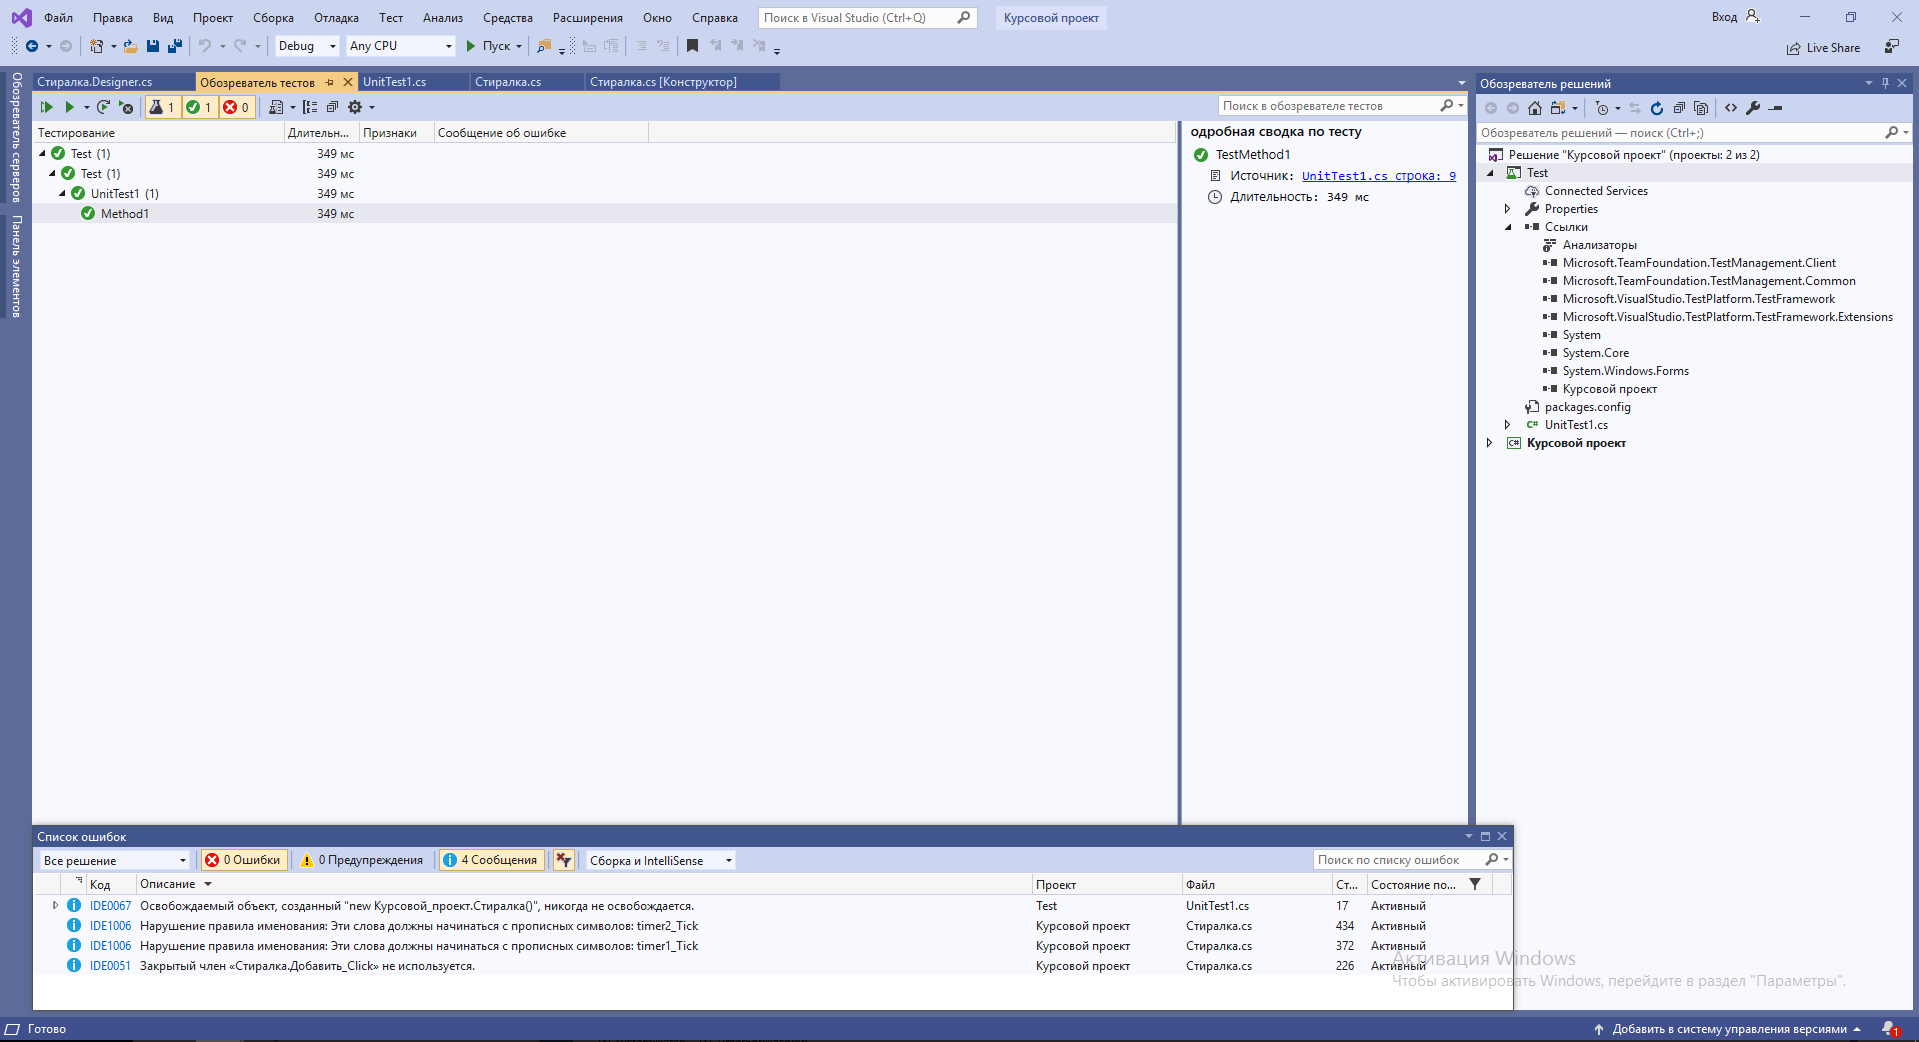 Файл Правка Вид Проект Сборка Отладка Тест Анализ Средства Расширения Окно Справка Поиск в Visual Studio (Ctrl+Q) Курсовой проект Вход
Debug Any CPU Пуск Live Share
Обозреватель серверов
Панель элементов
Стиралка.Designer.cs Обозреватель тестов UnitTest1.cs Стиралка.cs Стиралка.cs [Конструктор]
1 1 0 Поиск в обозревателе тестов
Тестирование Длительн... Признаки Сообщение об ошибке
Test (1) 349 мс
Test (1) 349 мс
UnitTest1 (1) 349 мс
Method1 349 мс
одробная сводка по тесту
TestMethod1
Источник: UnitTest1.cs строка: 9
Длительность: 349 мс
Обозреватель решений
Обозреватель решений — поиск (Ctrl+;)
Решение "Курсовой проект" (проекты: 2 из 2)
Test
Connected Services
Properties
Ссылки
Анализаторы
Microsoft.TeamFoundation.TestManagement.Client
Microsoft.TeamFoundation.TestManagement.Common
Microsoft.VisualStudio.TestPlatform.TestFramework
Microsoft.VisualStudio.TestPlatform.TestFramework.Extensions
System
System.Core
System.Windows.Forms
Курсовой проект
packages.config
C# UnitTest1.cs
C# Курсовой проект
Список ошибок
Все решение 0 Ошибки 0 Предупреждения 4 Сообщения Сборка и IntelliSense Поиск по списку ошибок
Код Описание Проект Файл Ст... Состояние по...
IDE0067 Освобождаемый объект, созданный "new Курсовой_проект.Стиралка()", никогда не освобождается. Test UnitTest1.cs 17 Активный
IDE1006 Нарушение правила именования: Эти слова должны начинаться с прописных символов: timer2_Tick Курсовой проект Стиралка.cs 434 Активный
IDE1006 Нарушение правила именования: Эти слова должны начинаться с прописных символов: timer1_Tick Курсовой проект Стиралка.cs 372 Активный
IDE0051 Закрытый член «Стиралка.Добавить_Click» не используется. Курсовой проект Стиралка.cs 226 Активный
Активация Windows
Чтобы активировать Windows, перейдите в раздел "Параметры".
Готово Добавить в систему управления версиями 1